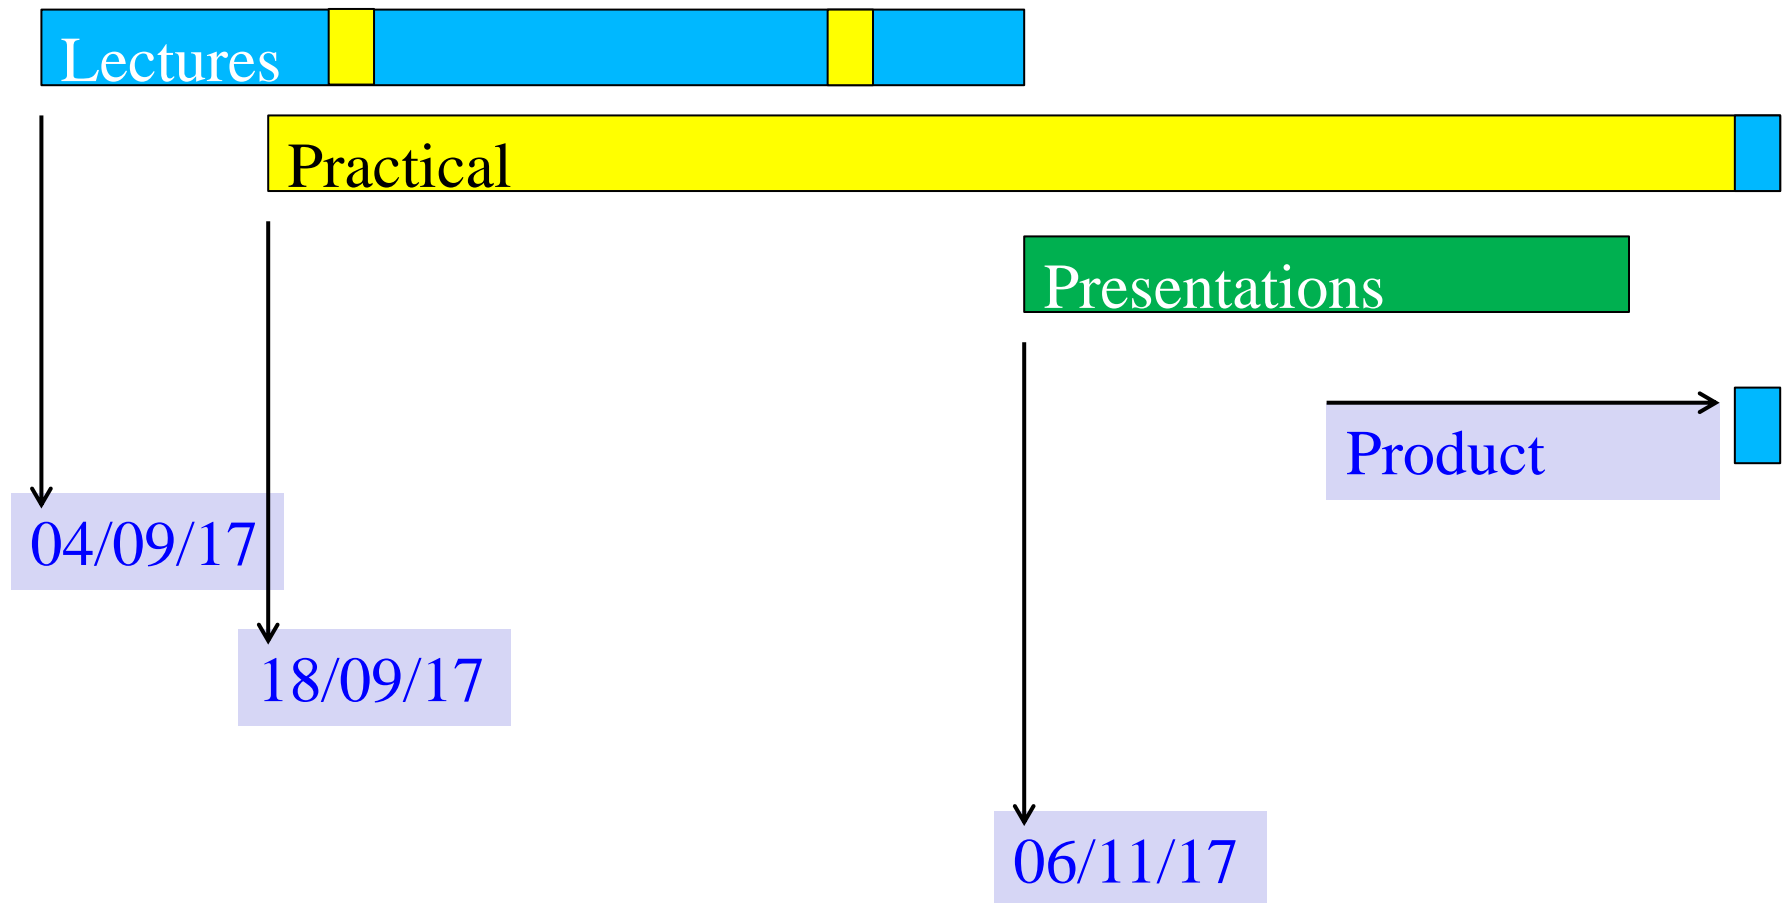 Lectures
Practical
Presentations
Product
04/09/17
18/09/17
06/11/17